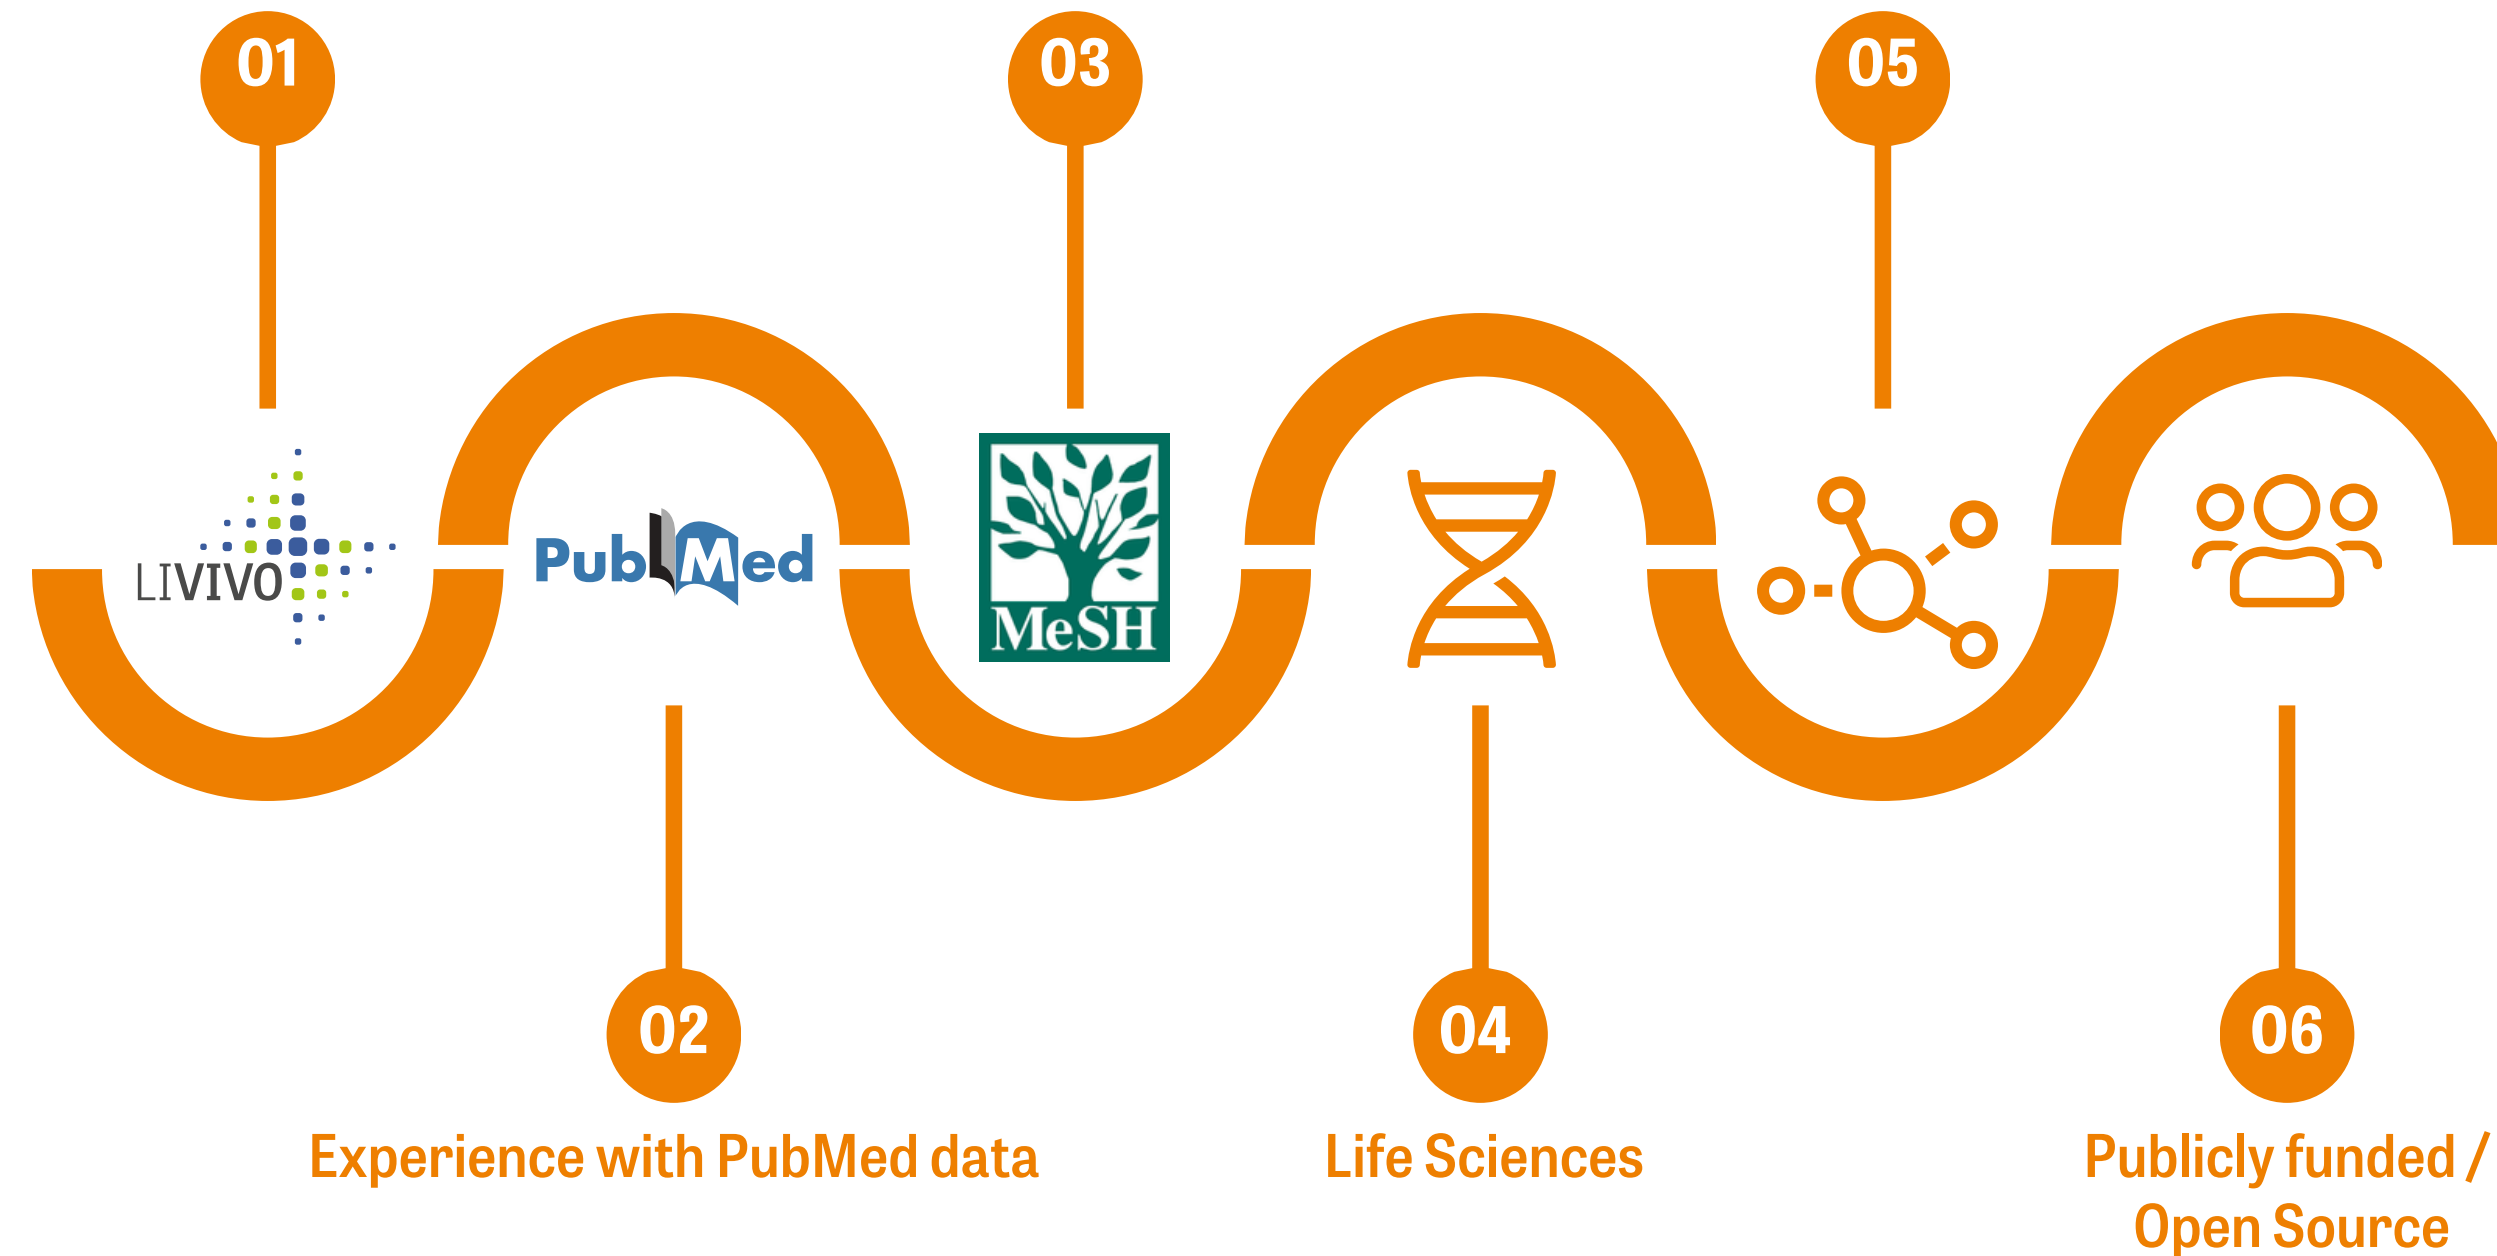 01
03
05
LIVIVO
PubMed
MeSH
02
04
06
Experience with PubMed data
Life Sciences
Publicly funded /
Open Source